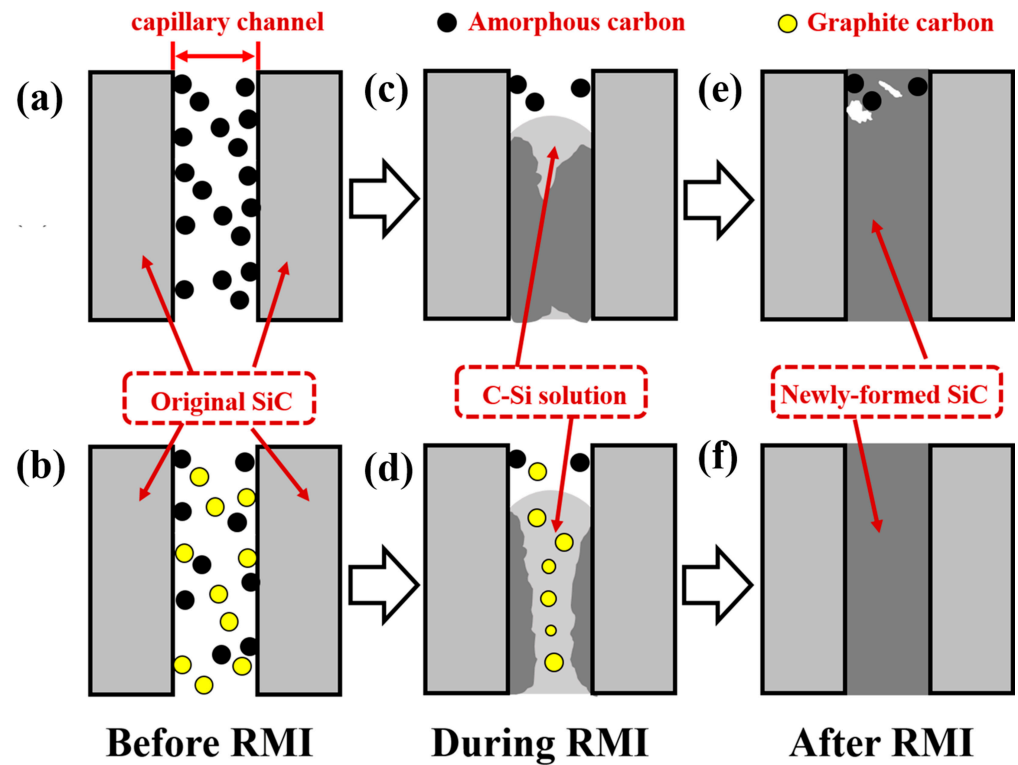 capillary channel
Amorphous carbon
Graphite carbon
(a)
(c)
(e)
Original SiC
C-Si solution
Newly-formed SiC
(b)
(d)
(f)
Before RMI
During RMI
After RMI